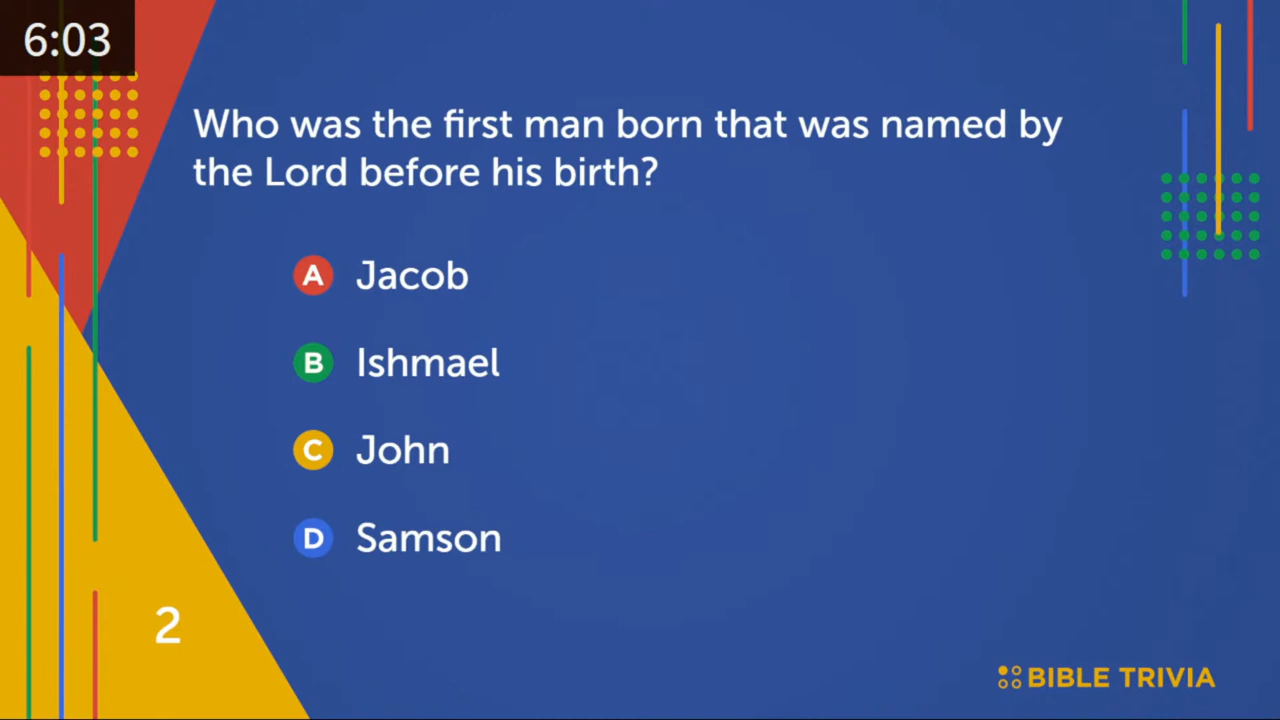 6:03
Who was the first man born that was named by
the Lord before his birth?
A Jacob
B Ishmael
C John
D Samson
2
BIBLE TRIVIA